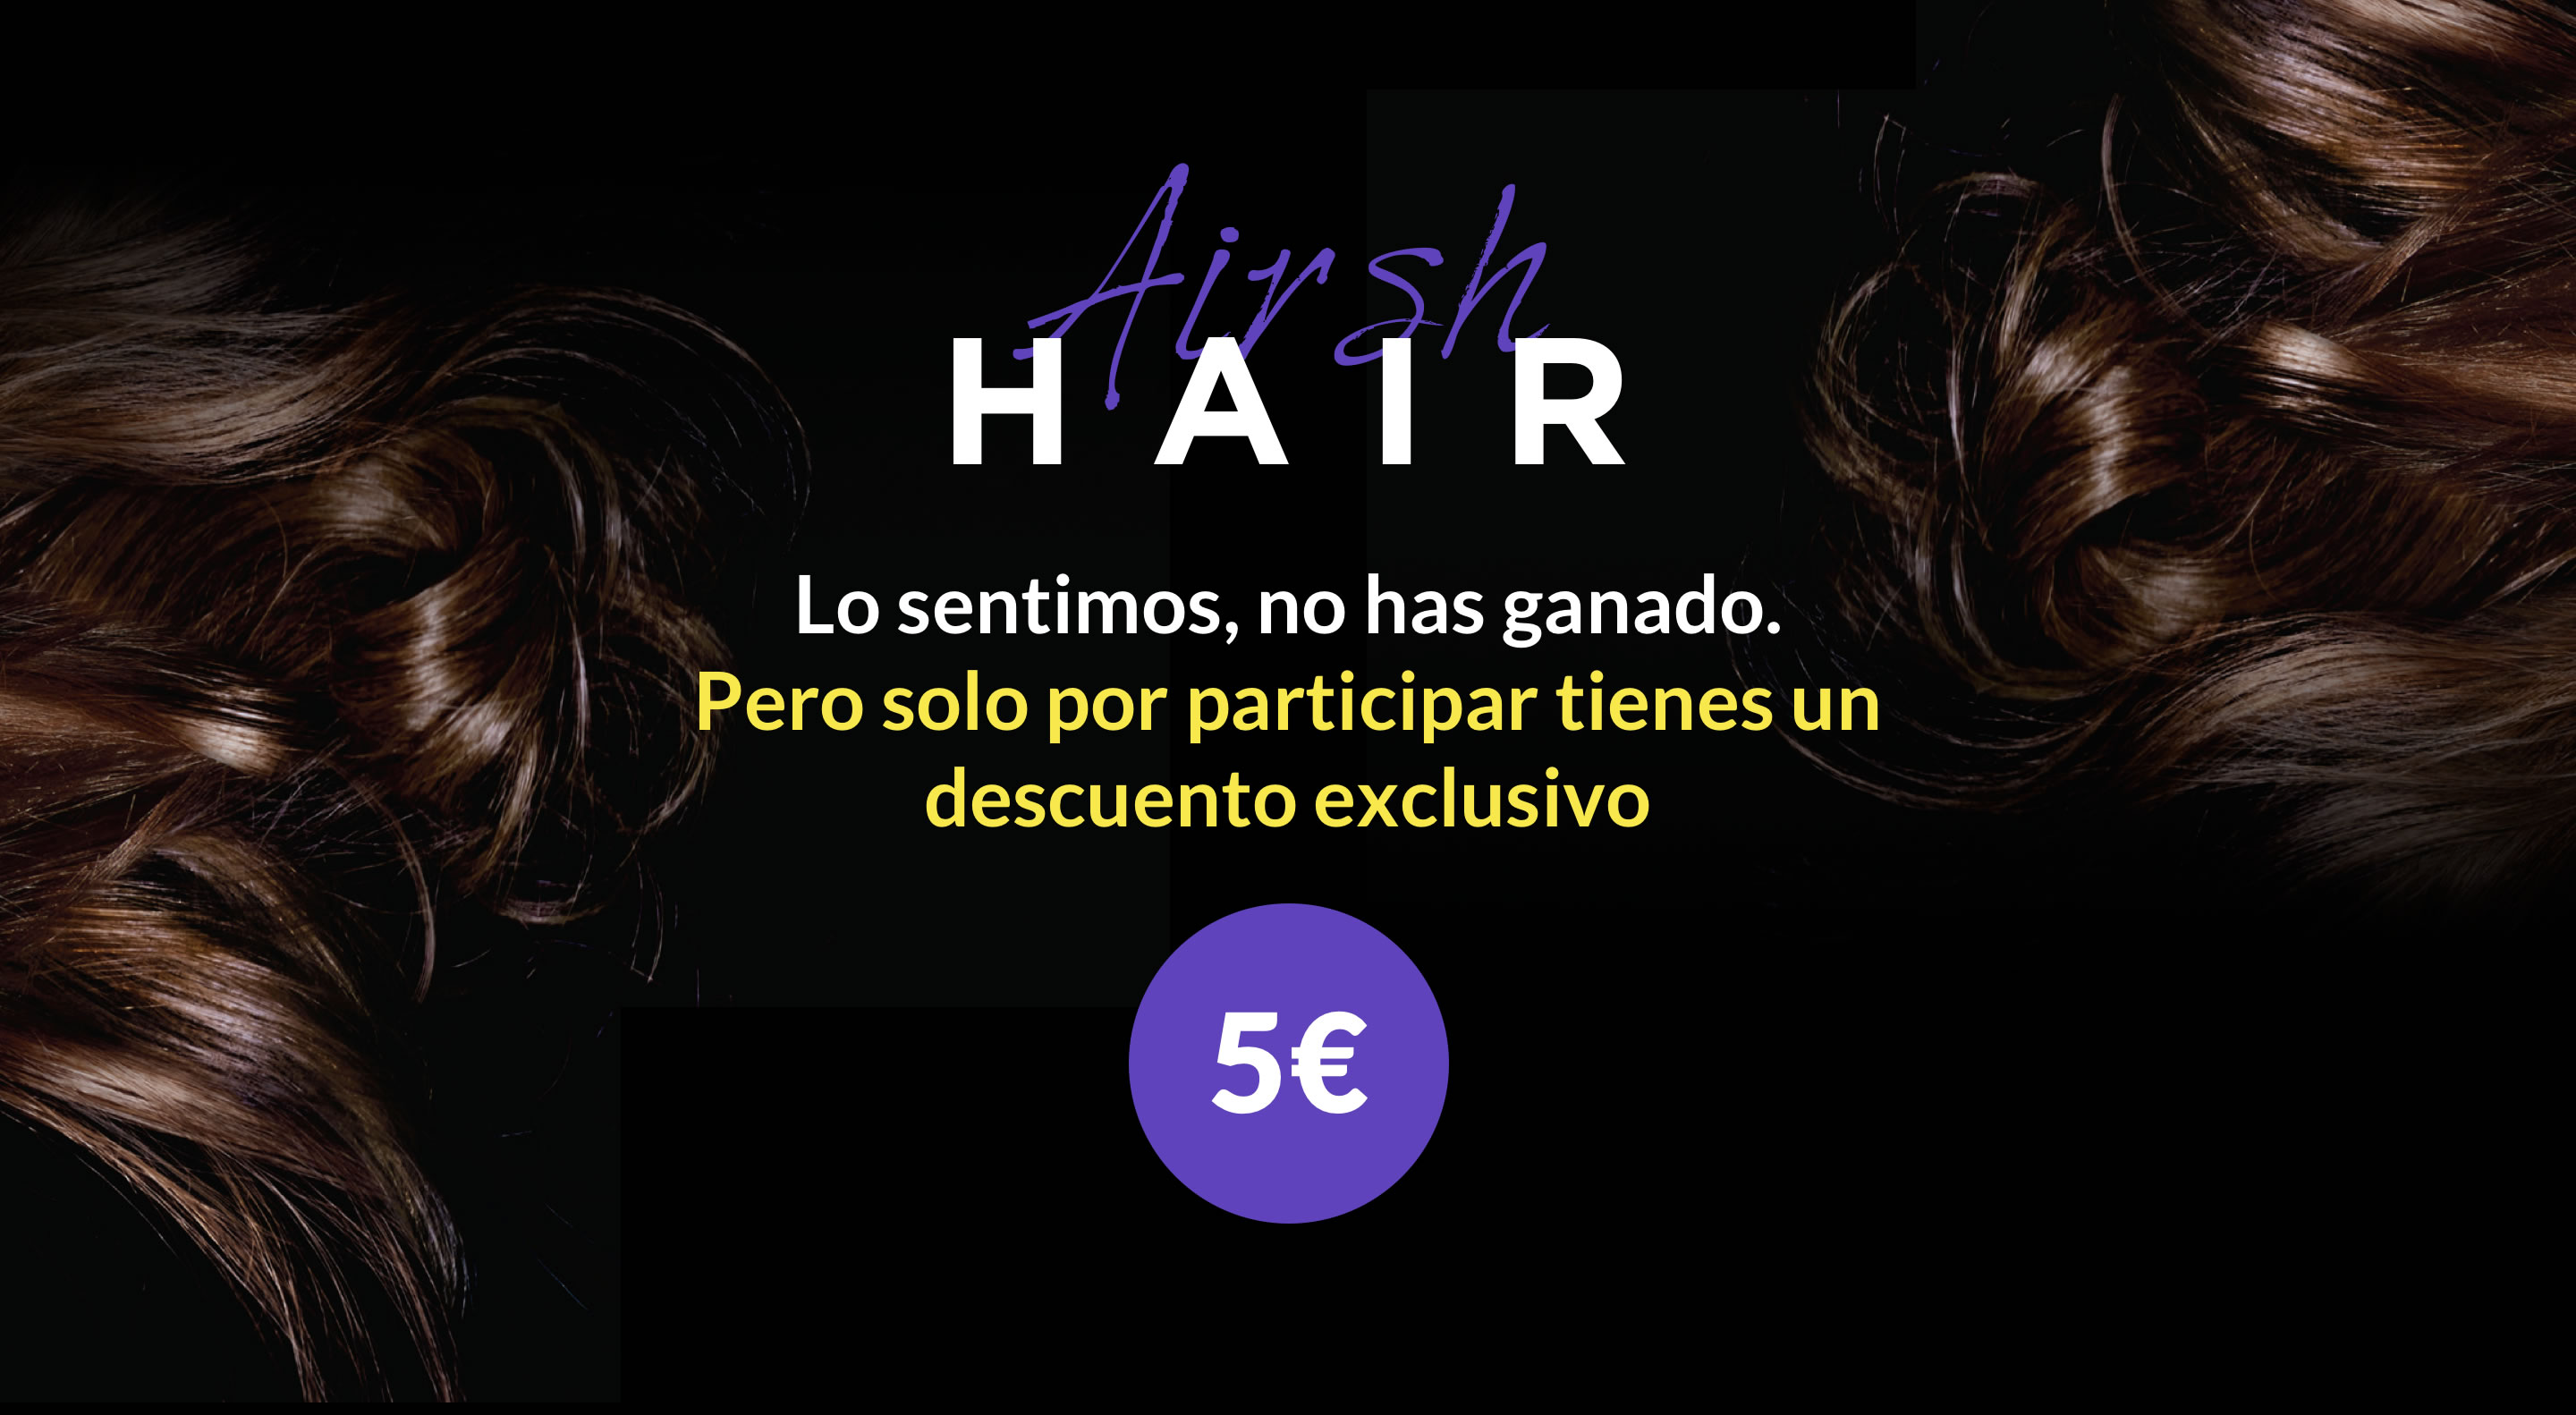 Airsh
HAIR
Lo sentimos, no has ganado.
Pero solo por participar tienes un
descuento exclusivo
5€